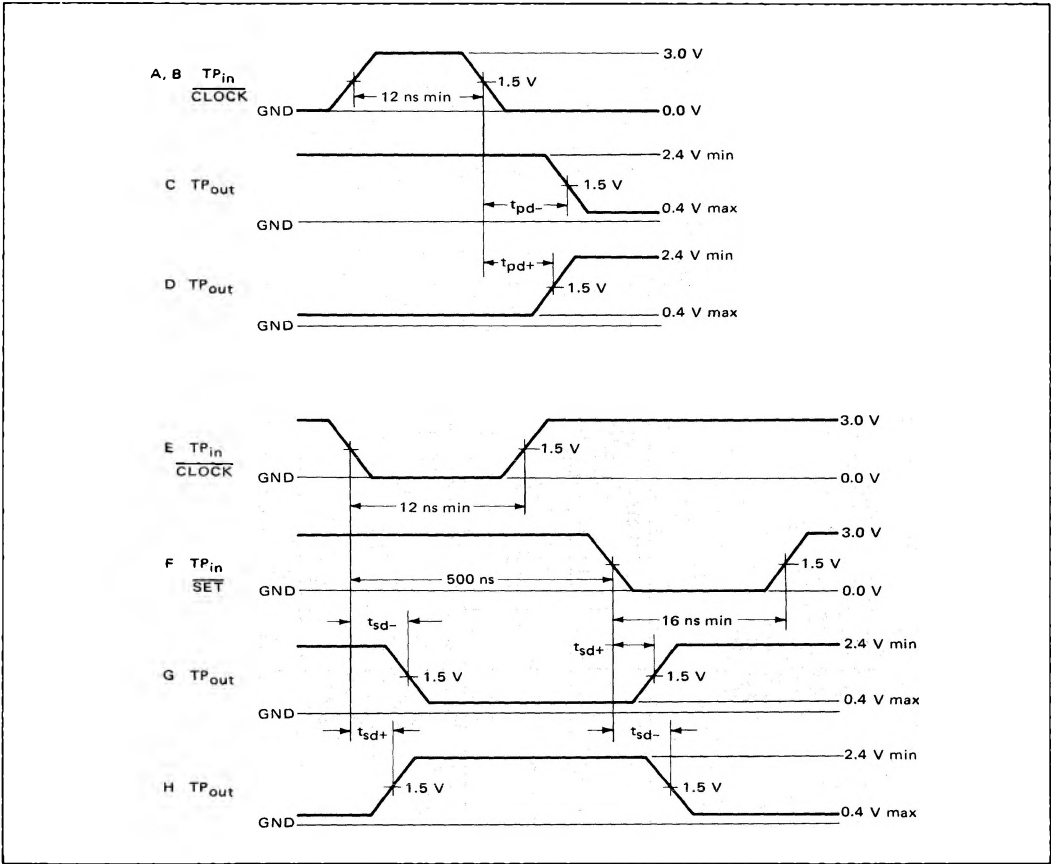 3.0 V
A, B TPin
CLOCK
1.5 V
12 ns min
GND
0.0 V
2.4 V min
C TPout
1.5 V
tpd–
0.4 V max
GND
tpd+
2.4 V min
D TPout
1.5 V
0.4 V max
GND
3.0 V
E TPin
CLOCK
1.5 V
GND
0.0 V
12 ns min
3.0 V
F TPin
SET
1.5 V
500 ns
GND
0.0 V
16 ns min
tsd–
tsd+
2.4 V min
G TPout
1.5 V
1.5 V
0.4 V max
GND
tsd+
tsd–
2.4 V min
H TPout
1.5 V
1.5 V
0.4 V max
GND